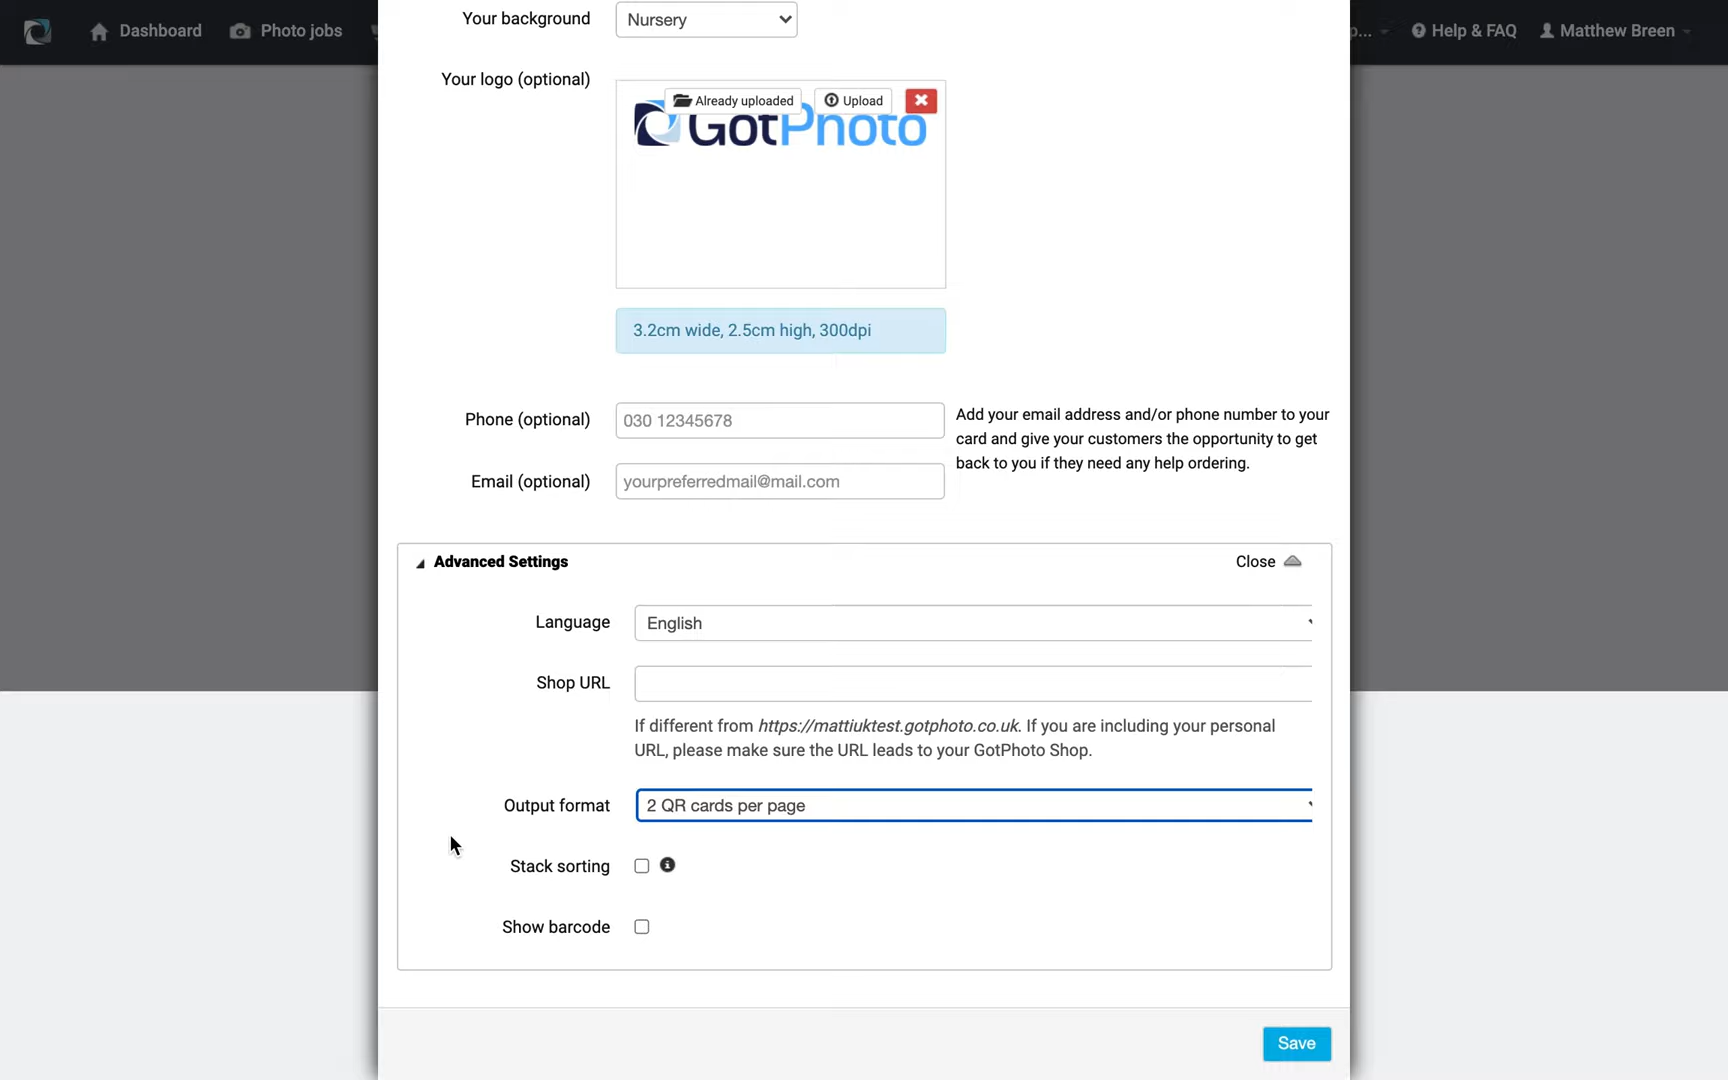 Dashboard
Photo jobs
p...
Help & FAQ
Matthew Breen
Your background
Nursery
Your logo (optional)
Already uploaded
Upload
GotPhoto
3.2cm wide, 2.5cm high, 300dpi
Phone (optional)
030 12345678
Add your email address and/or phone number to your
card and give your customers the opportunity to get
back to you if they need any help ordering.
Email (optional)
yourpreferredmail@mail.com
Advanced Settings
Close
Language
English
Shop URL
If different from https://mattiuktest.gotphoto.co.uk. If you are including your personal
URL, please make sure the URL leads to your GotPhoto Shop.
Output format
2 QR cards per page
Stack sorting
Show barcode
Save